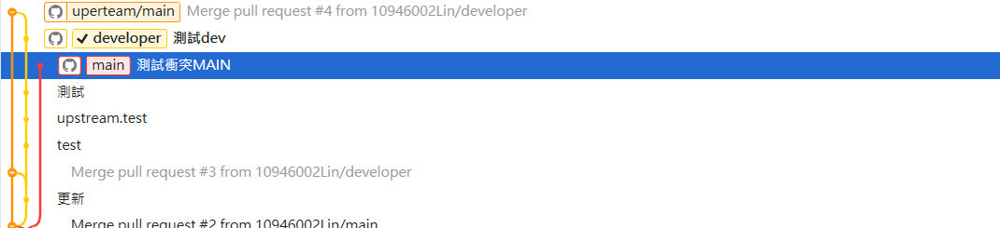 uperteam/main Merge pull request #4 from 10946002Lin/developer
developer 測試dev
main 測試衝突MAIN
測試
upstream.test
test
Merge pull request #3 from 10946002Lin/developer
更新
Merge pull request #2 from 10946002Lin/main